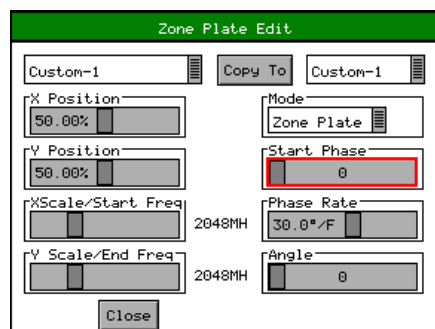 Zone Plate Edit
Custom-1
Copy To
Custom-1
X Position
50.00%
Mode
Zone Plate
Y Position
50.00%
Start Phase
0
XScale/Start Freq
2048MH
Phase Rate
30.0°/F
Y Scale/End Freq
2048MH
Angle
0
Close